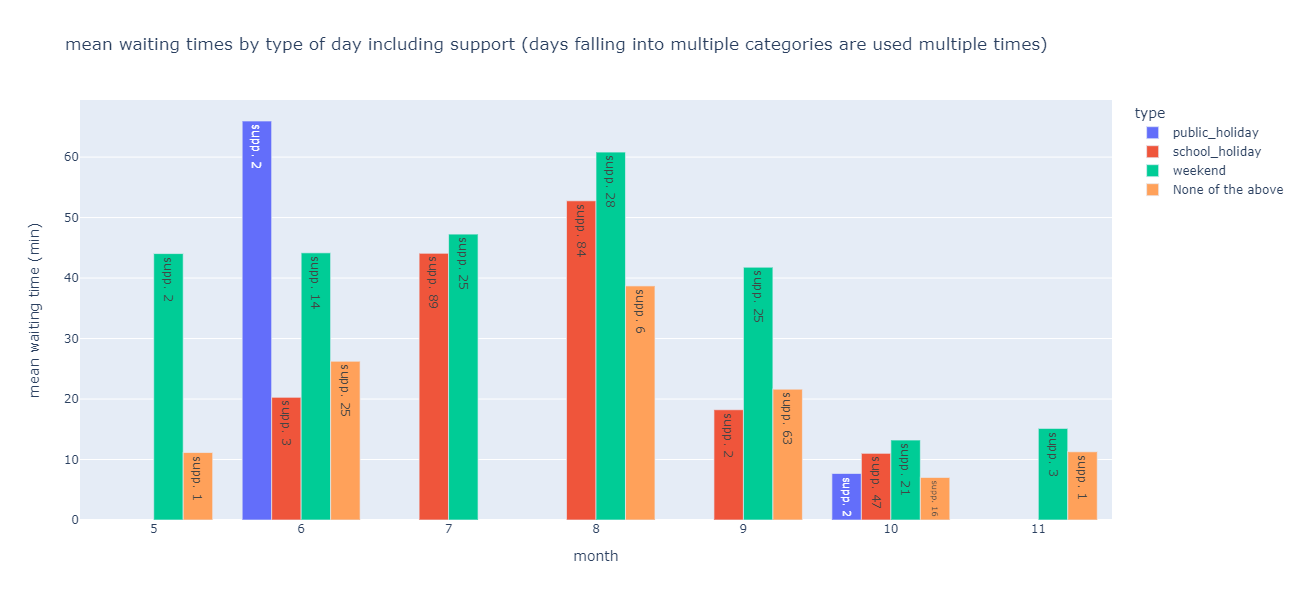 mean waiting times by type of day including support (days falling into multiple categories are used multiple times)
type
public_holiday
school_holiday
weekend
None of the above
mean waiting time (min)
60
50
40
30
20
10
0
supp. 2
supp. 1
supp. 2
supp. 3
supp. 14
supp. 25
supp. 89
supp. 25
supp. 84
supp. 28
supp. 6
supp. 2
supp. 25
supp. 63
supp. 2
supp. 47
supp. 21
supp. 16
supp. 3
supp. 1
5
6
7
8
9
10
11
month